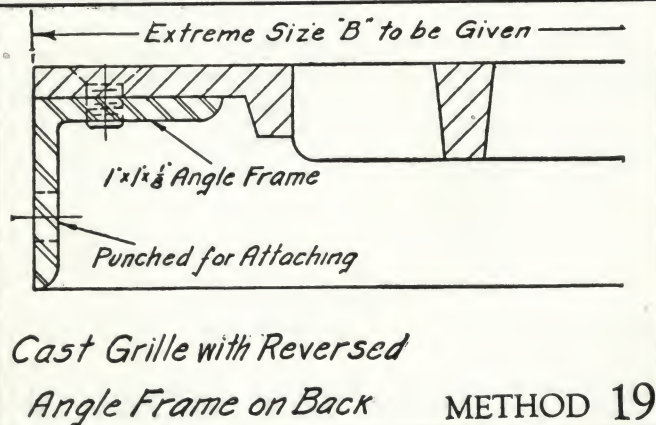 Extreme Size "B" to be Given
1"x1"x1/8" Angle Frame
Punched for Attaching
Cast Grille with Reversed
Angle Frame on Back METHOD 19